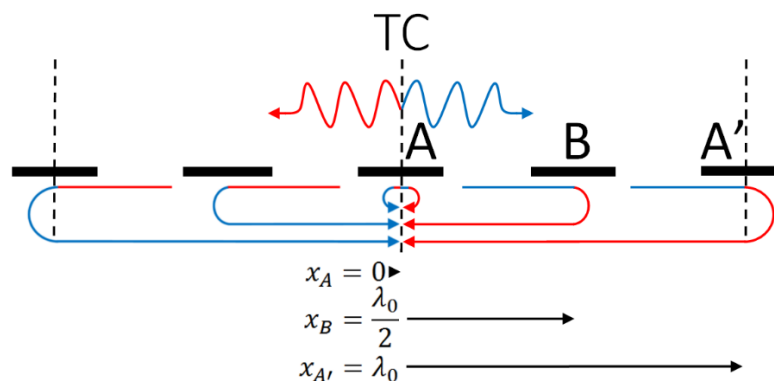 TC
A B A’
x_A = 0
x_B = λ_0/2
x_A′ = λ_0